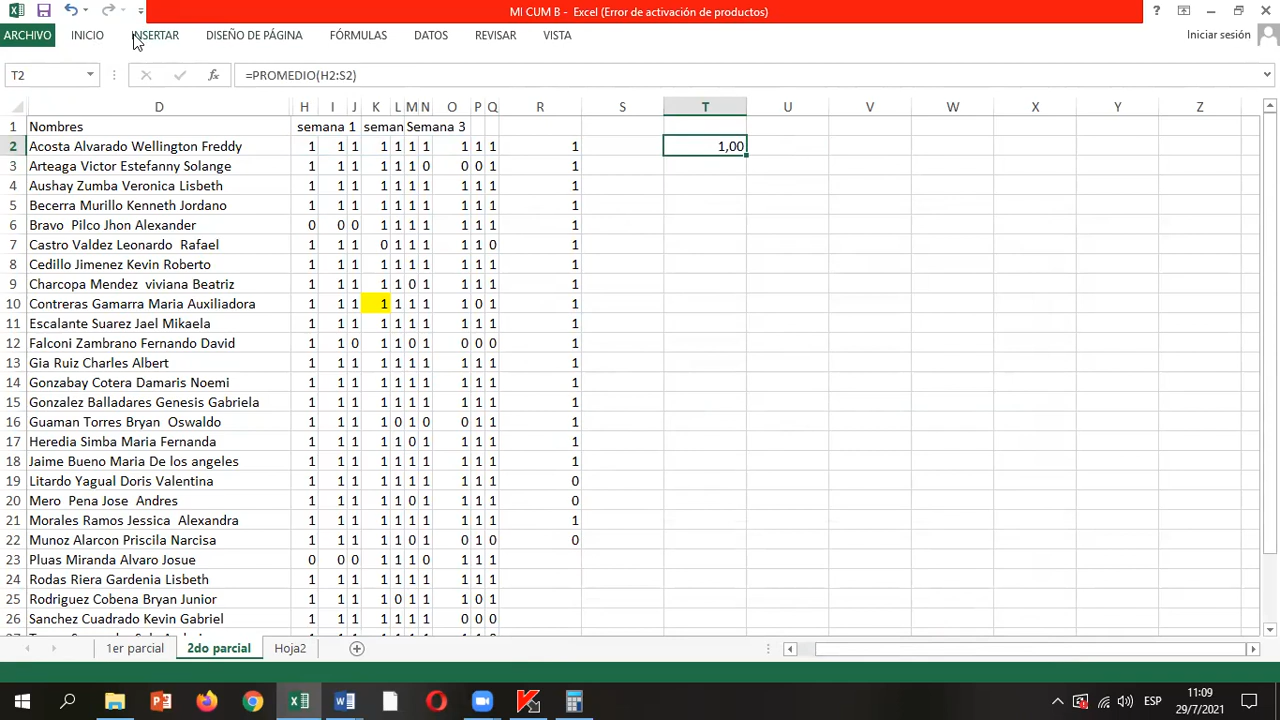 MI CUM B - Excel (Error de activación de productos)
ARCHIVO INICIO INSERTAR DISEÑO DE PÁGINA FÓRMULAS DATOS REVISAR VISTA Iniciar sesión
T2 fx =PROMEDIO(H2:S2)
D H I J K L M N O P Q R S T U V W X Y Z
1 Nombres semana 1 seman Semana 3
2 Acosta Alvarado Wellington Freddy 1 1 1 1 1 1 1 1 1 1 1 1,00
3 Arteaga Victor Estefanny Solange 1 1 1 1 1 1 0 0 0 1 1
4 Aushay Zumba Veronica Lisbeth 1 1 1 1 1 1 1 1 1 1 1
5 Becerra Murillo Kenneth Jordano 1 1 1 1 1 1 1 1 1 1 1
6 Bravo Pilco Jhon Alexander 0 0 0 1 1 1 1 1 1 1 1
7 Castro Valdez Leonardo Rafael 1 1 1 0 1 1 1 1 1 0 1
8 Cedillo Jimenez Kevin Roberto 1 1 1 1 1 1 1 1 1 1 1
9 Charcopa Mendez viviana Beatriz 1 1 1 1 1 0 1 1 1 1 1
10 Contreras Gamarra Maria Auxiliadora 1 1 1 1 1 1 1 1 0 1 1
11 Escalante Suarez Jael Mikaela 1 1 1 1 1 1 1 1 1 1 1
12 Falconi Zambrano Fernando David 1 1 0 1 1 0 1 0 0 0 1
13 Gia Ruiz Charles Albert 1 1 1 1 1 1 1 1 1 1 1
14 Gonzabay Cotera Damaris Noemi 1 1 1 1 1 1 1 1 1 1 1
15 Gonzalez Balladares Genesis Gabriela 1 1 1 1 1 1 1 1 1 1 1
16 Guaman Torres Bryan Oswaldo 1 1 1 1 0 1 0 0 1 1 1
17 Heredia Simba Maria Fernanda 1 1 1 1 1 0 1 1 1 1 1
18 Jaime Bueno Maria De los angeles 1 1 1 1 1 1 1 1 1 1 1
19 Litardo Yagual Doris Valentina 1 1 1 1 1 1 1 1 1 1 0
20 Mero Pena Jose Andres 1 1 1 1 1 0 1 1 1 1 0
21 Morales Ramos Jessica Alexandra 1 1 1 1 1 1 1 1 1 1 1
22 Munoz Alarcon Priscila Narcisa 1 1 1 1 1 0 1 0 1 0 0
23 Pluas Miranda Alvaro Josue 0 0 0 1 1 1 0 1 1 1
24 Rodas Riera Gardenia Lisbeth 1 1 1 1 1 1 1 1 1 1
25 Rodriguez Cobena Bryan Junior 1 1 1 1 0 1 1 1 0 1
26 Sanchez Cuadrado Kevin Gabriel 1 1 1 1 1 1 1 0 0 0
1er parcial 2do parcial Hoja2
ESP 11:09
29/7/2021